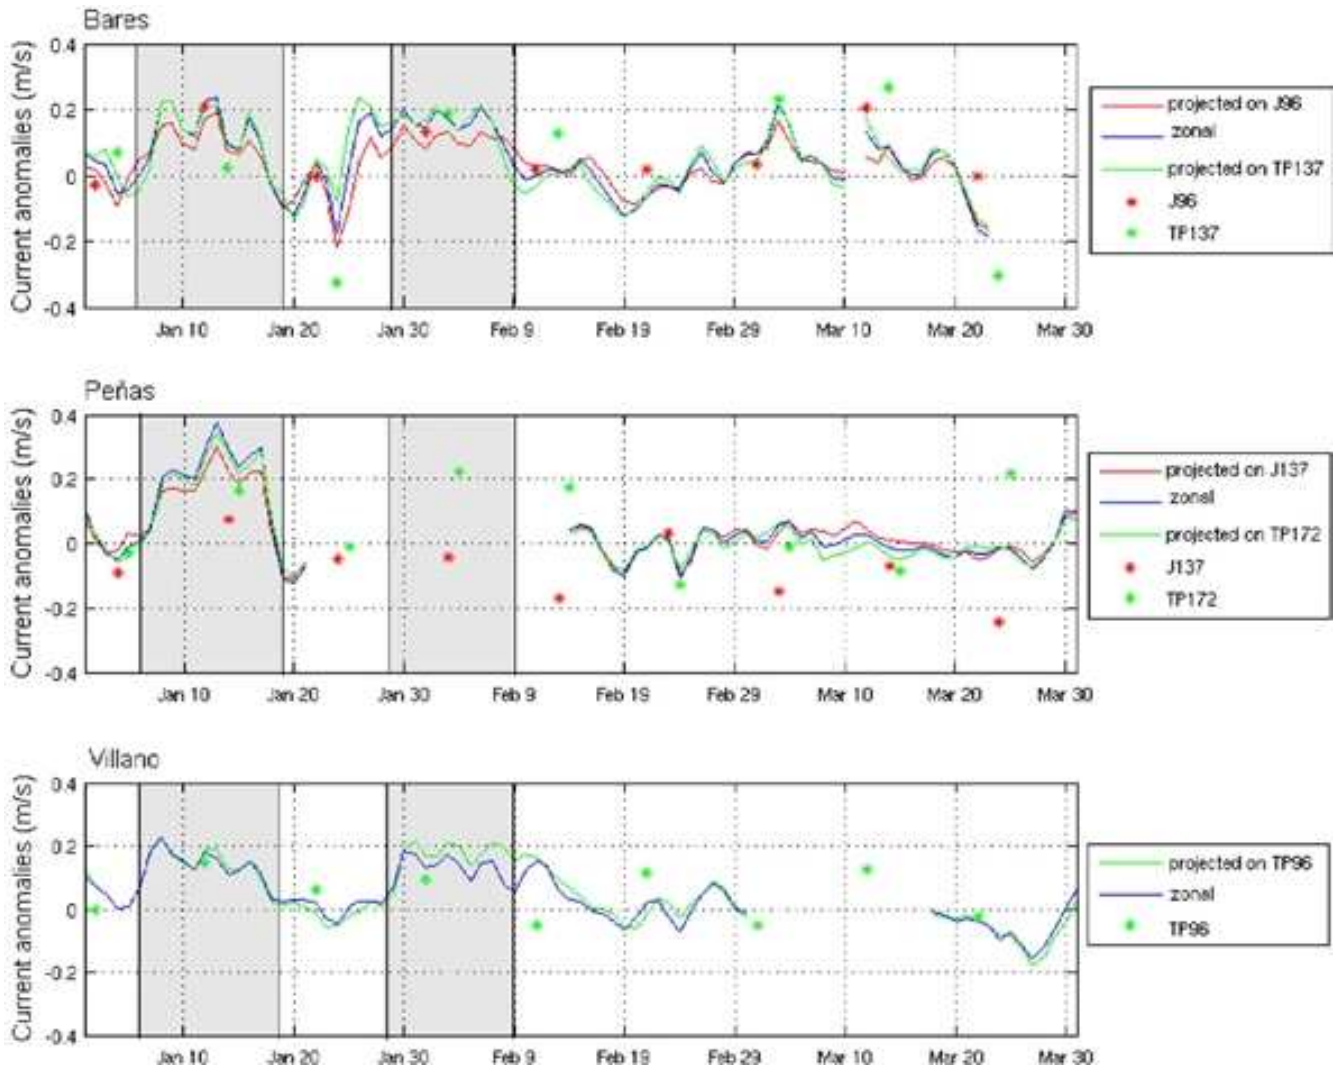 Bares
Current anomalies (m/s)
0.4
0.2
0
-0.2
-0.4
Jan 10 Jan 20 Jan 30 Feb 9 Feb 19 Feb 29 Mar 10 Mar 20 Mar 30
projected on J96
zonal
projected on TP137
J96
TP137
Peñas
Current anomalies (m/s)
0.4
0.2
0
-0.2
-0.4
Jan 10 Jan 20 Jan 30 Feb 9 Feb 19 Feb 29 Mar 10 Mar 20 Mar 30
projected on J137
zonal
projected on TP172
J137
TP172
Villano
Current anomalies (m/s)
0.4
0.2
0
-0.2
-0.4
Jan 10 Jan 20 Jan 30 Feb 9 Feb 19 Feb 29 Mar 10 Mar 20 Mar 30
projected on TP96
zonal
TP96